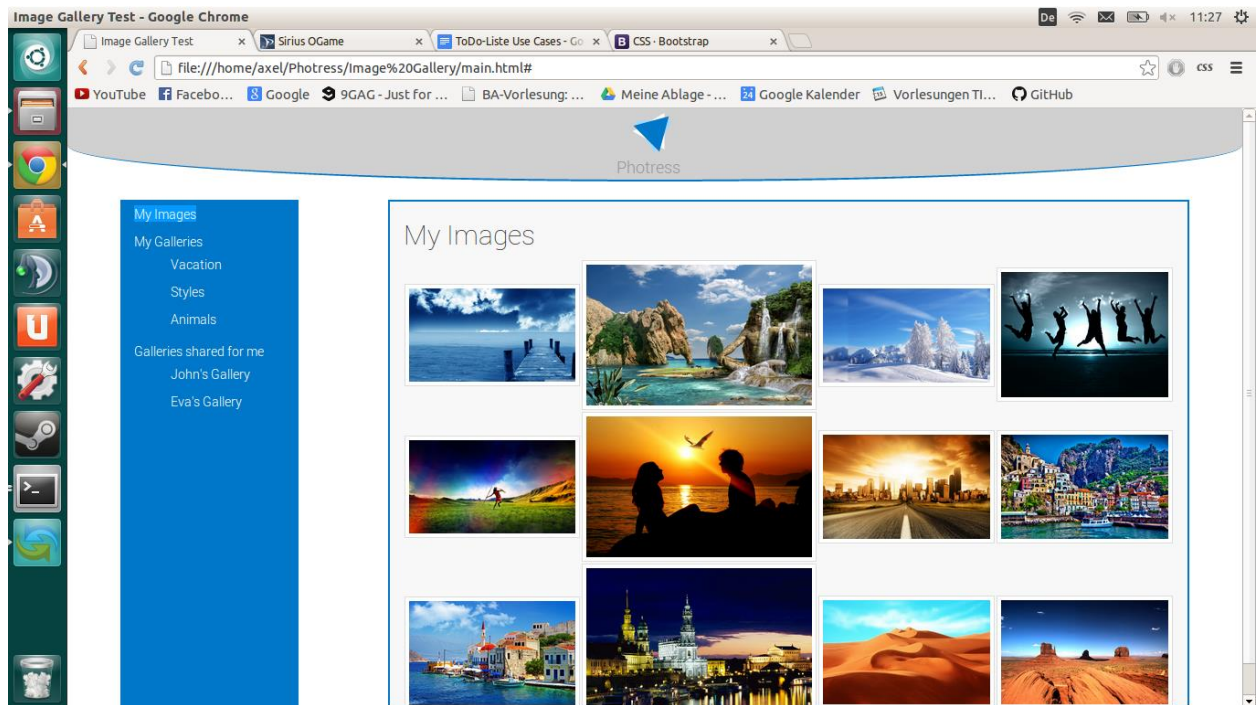 Image Gallery Test - Google Chrome
De
11:27
Image Gallery Test
Sirius OGame
ToDo-Liste Use Cases - Go
CSS · Bootstrap
file:///home/axel/Photress/Image%20Gallery/main.html#
css
YouTube
Facebo...
Google
9GAG - Just for ...
BA-Vorlesung: ...
Meine Ablage - ...
24
Google Kalender
Vorlesungen TI...
GitHub
Photress
My Images
My Galleries
Vacation
Styles
Animals
Galleries shared for me
John's Gallery
Eva's Gallery
My Images